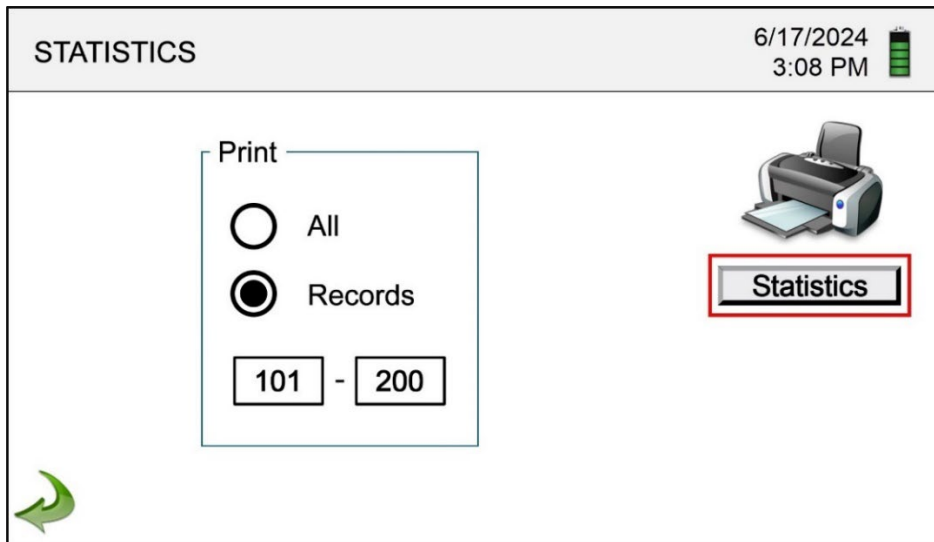 STATISTICS
6/17/2024
3:08 PM
Print
All
Records
101 - 200
Statistics